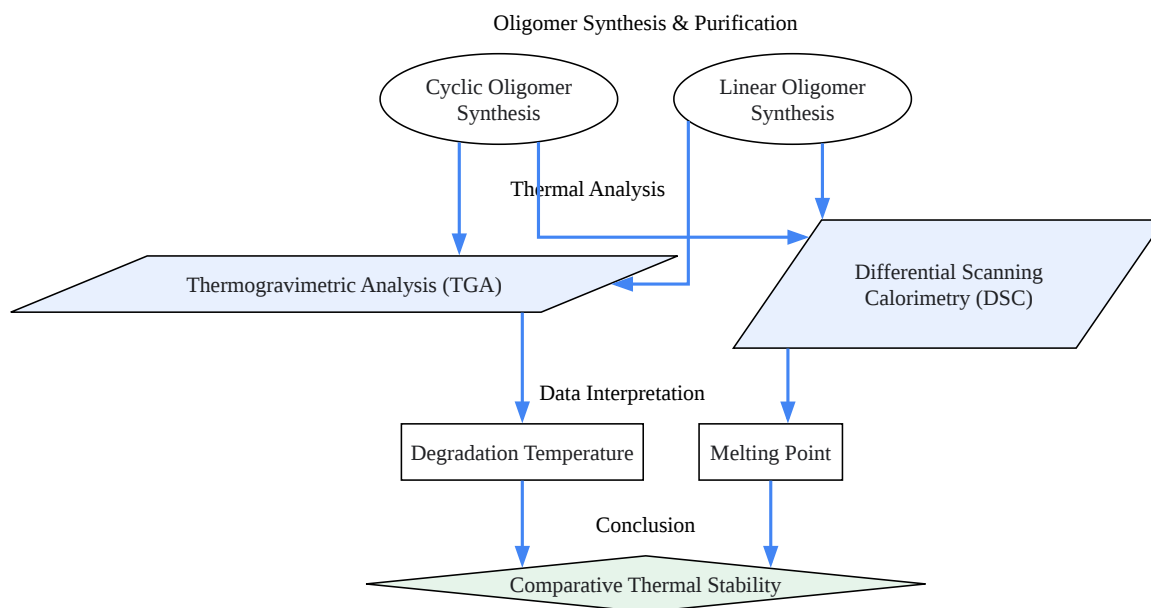 Oligomer Synthesis & Purification
Cyclic Oligomer
Synthesis
Linear Oligomer
Synthesis
Thermal Analysis
Thermogravimetric Analysis (TGA)
Differential Scanning
Calorimetry (DSC)
Data Interpretation
Degradation Temperature
Melting Point
Conclusion
Comparative Thermal Stability